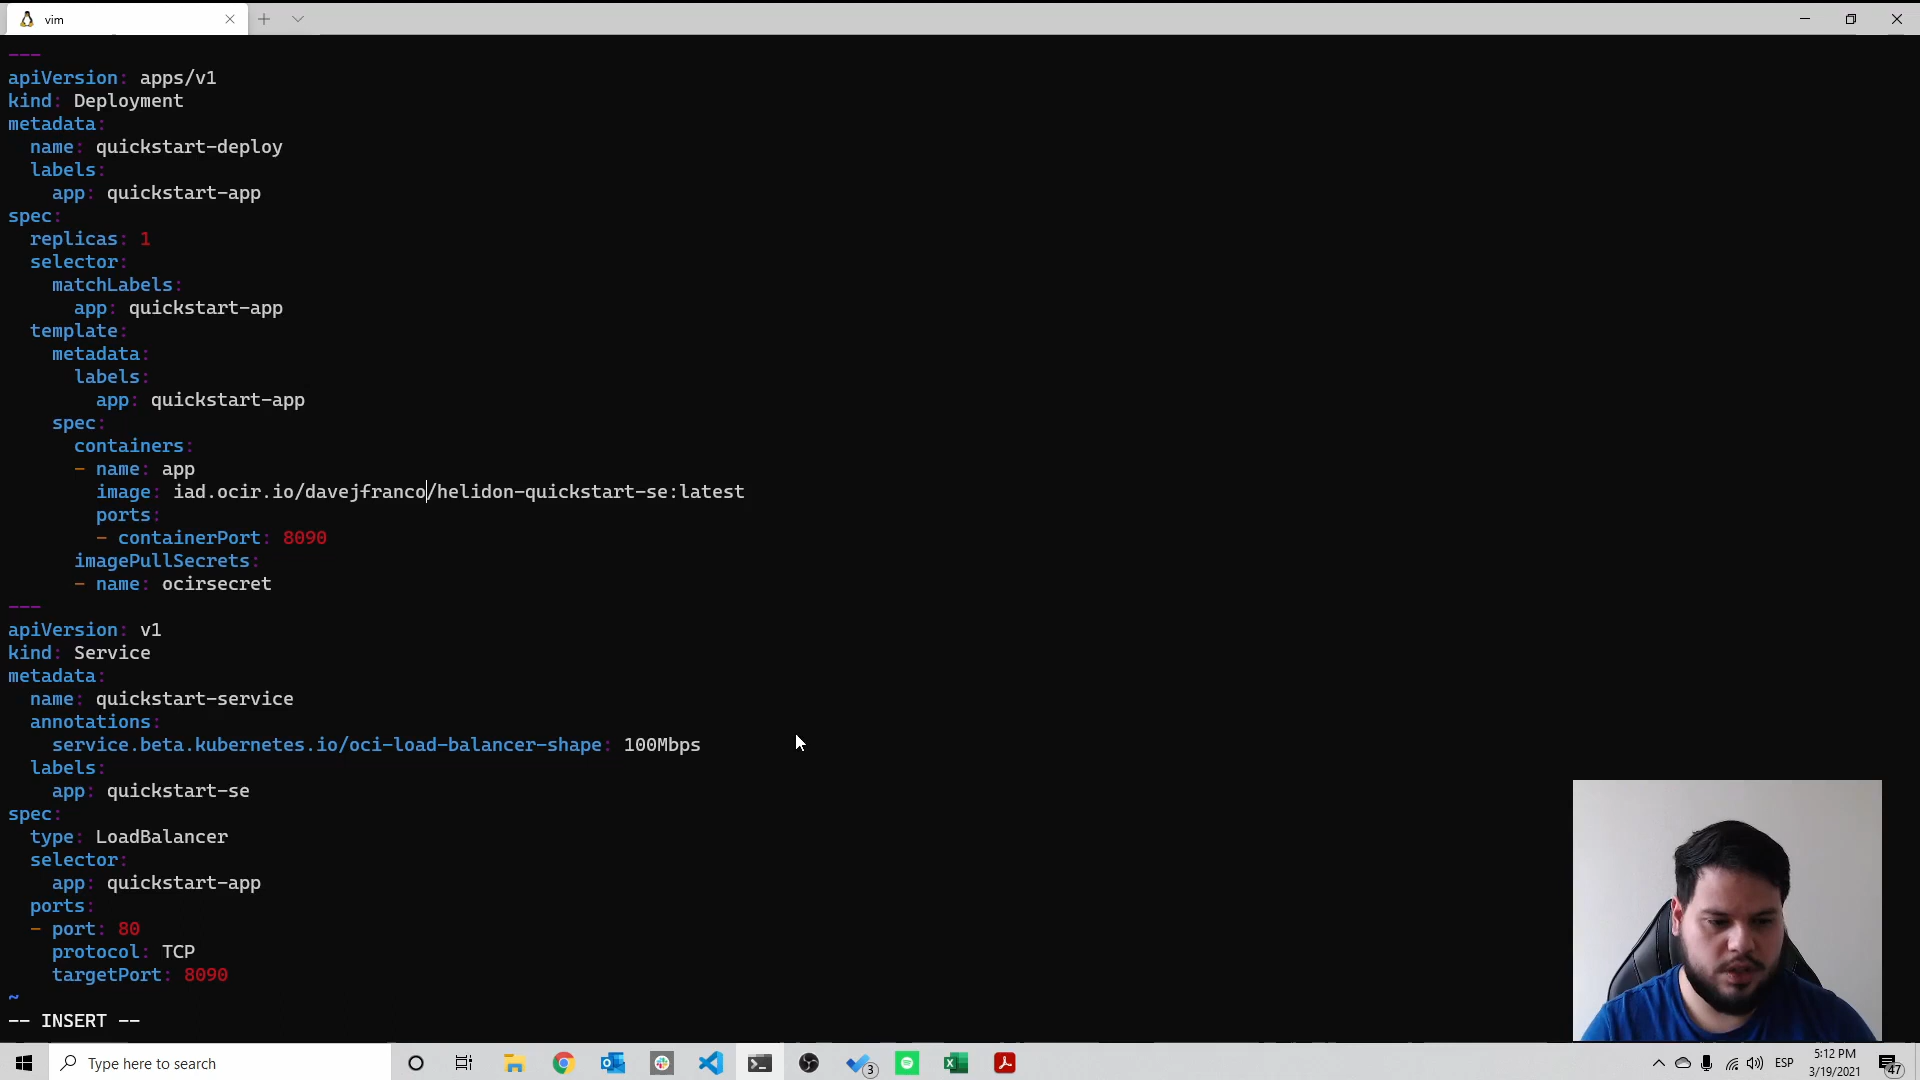 vim
---
apiVersion: apps/v1
kind: Deployment
metadata:
  name: quickstart-deploy
  labels:
    app: quickstart-app
spec:
  replicas: 1
  selector:
    matchLabels:
      app: quickstart-app
  template:
    metadata:
      labels:
        app: quickstart-app
    spec:
      containers:
      - name: app
        image: iad.ocir.io/davejfranco/helidon-quickstart-se:latest
        ports:
        - containerPort: 8090
      imagePullSecrets:
      - name: ocirsecret
---
apiVersion: v1
kind: Service
metadata:
  name: quickstart-service
  annotations:
    service.beta.kubernetes.io/oci-load-balancer-shape: 100Mbps
  labels:
    app: quickstart-se
spec:
  type: LoadBalancer
  selector:
    app: quickstart-app
  ports:
  - port: 80
    protocol: TCP
    targetPort: 8090
~
-- INSERT --
Type here to search
3
ESP
5:12 PM
3/19/2021
47